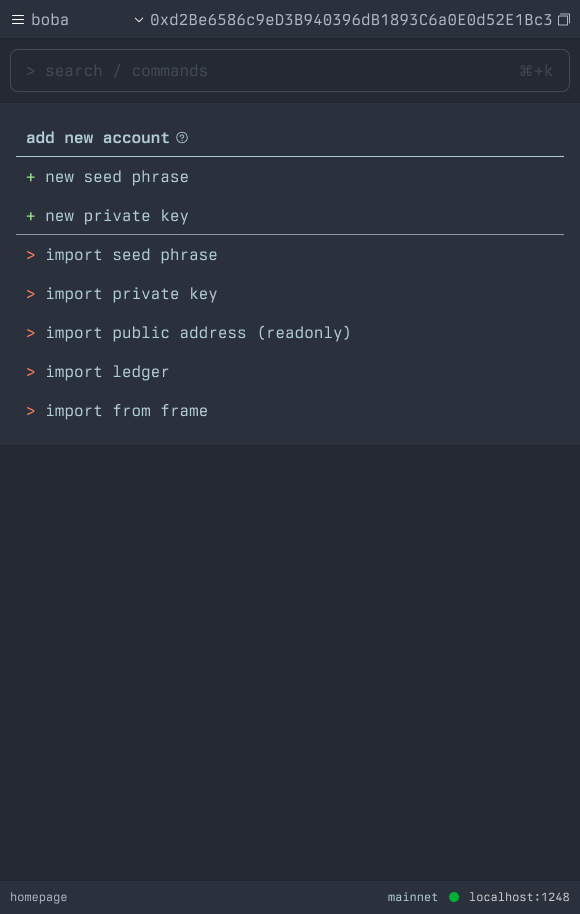 boba
0xd2Be6586c9eD3B940396dB1893C6a0E0d52E1Bc3
> search / commands ⌘+k
add new account ?
+ new seed phrase
+ new private key
> import seed phrase
> import private key
> import public address (readonly)
> import ledger
> import from frame
homepage
mainnet localhost:1248